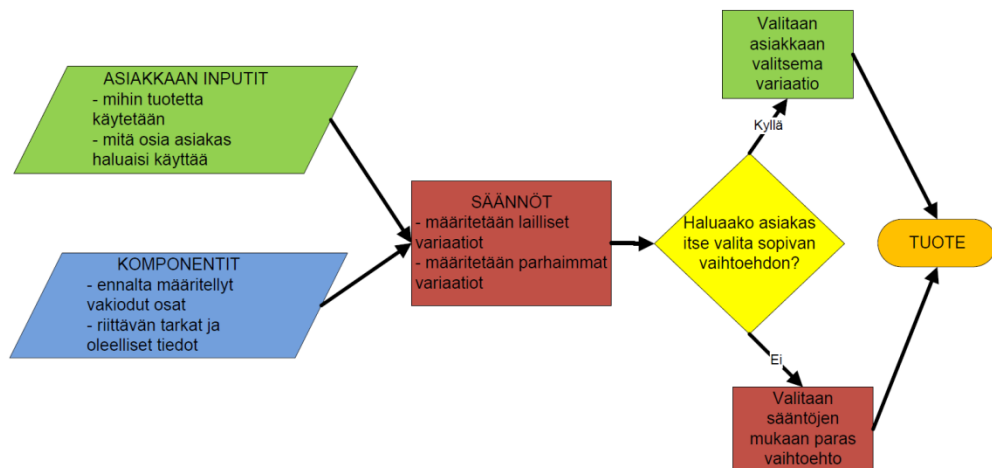 ASIAKKAAN INPUTIT
- mihin tuotetta
käytetään
- mitä osia asiakas
haluaisi käyttää
KOMPONENTIT
- ennalta määritellyt
vakiodut osat
- riittävän tarkat ja
oleelliset tiedot
SÄÄNNÖT
- määritetään lailliset
variaatiot
- määritetään parhaimmat
variaatiot
Haluaako asiakas
itse valita sopivan
vaihtoehdon?
Kyllä
Valitaan
asiakkaan
valitsema
variaatio
Ei
Valitaan
sääntöjen
mukaan paras
vaihtoehto
TUOTE